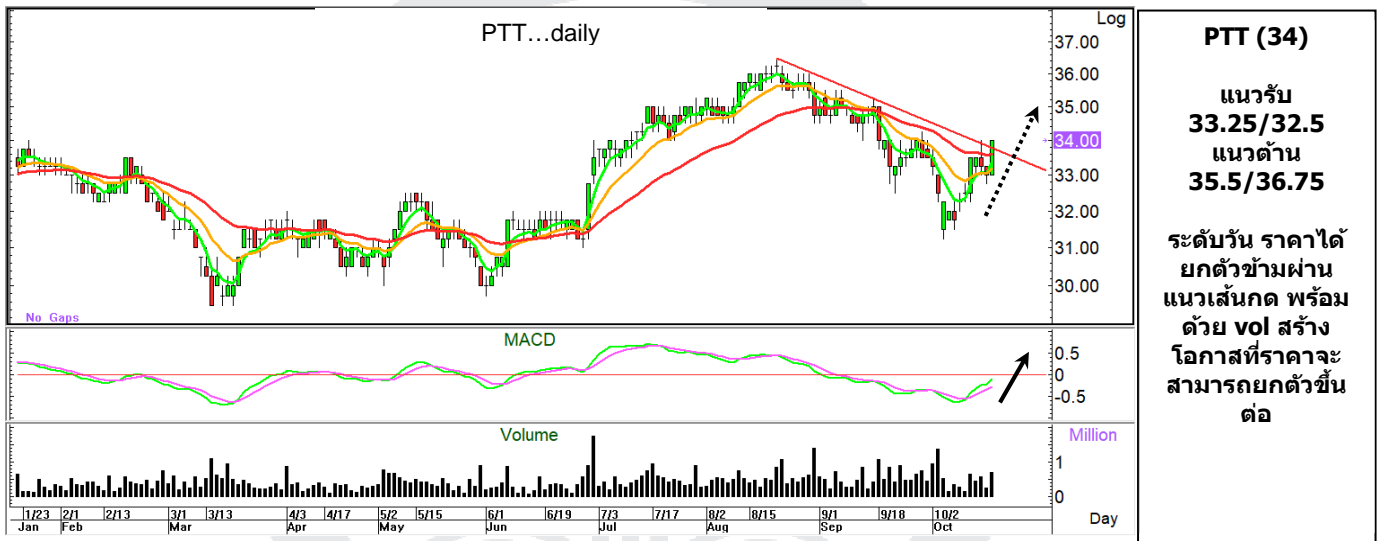 PTT...daily
Log
37.00
36.00
35.00
34.00
33.00
32.00
31.00
30.00
No Gaps
MACD
0.5
0
-0.5
Volume
Million
1
0
1/23 2/1 2/13 3/1 3/13 4/3 4/17 5/2 5/15 6/1 6/19 7/3 7/17 8/2 8/15 9/1 9/18 10/2
Jan Feb Mar Apr May Jun Jul Aug Sep Oct
Day
PTT (34)
แนวรับ
33.25/32.5
แนวต้าน
35.5/36.75
ระดับวัน ราคาได้
ยกตัวข้ามผ่าน
แนวเส้นกด พร้อม
ด้วย vol สร้าง
โอกาสที่ราคาจะ
สามารถยกตัวขึ้น
ต่อ